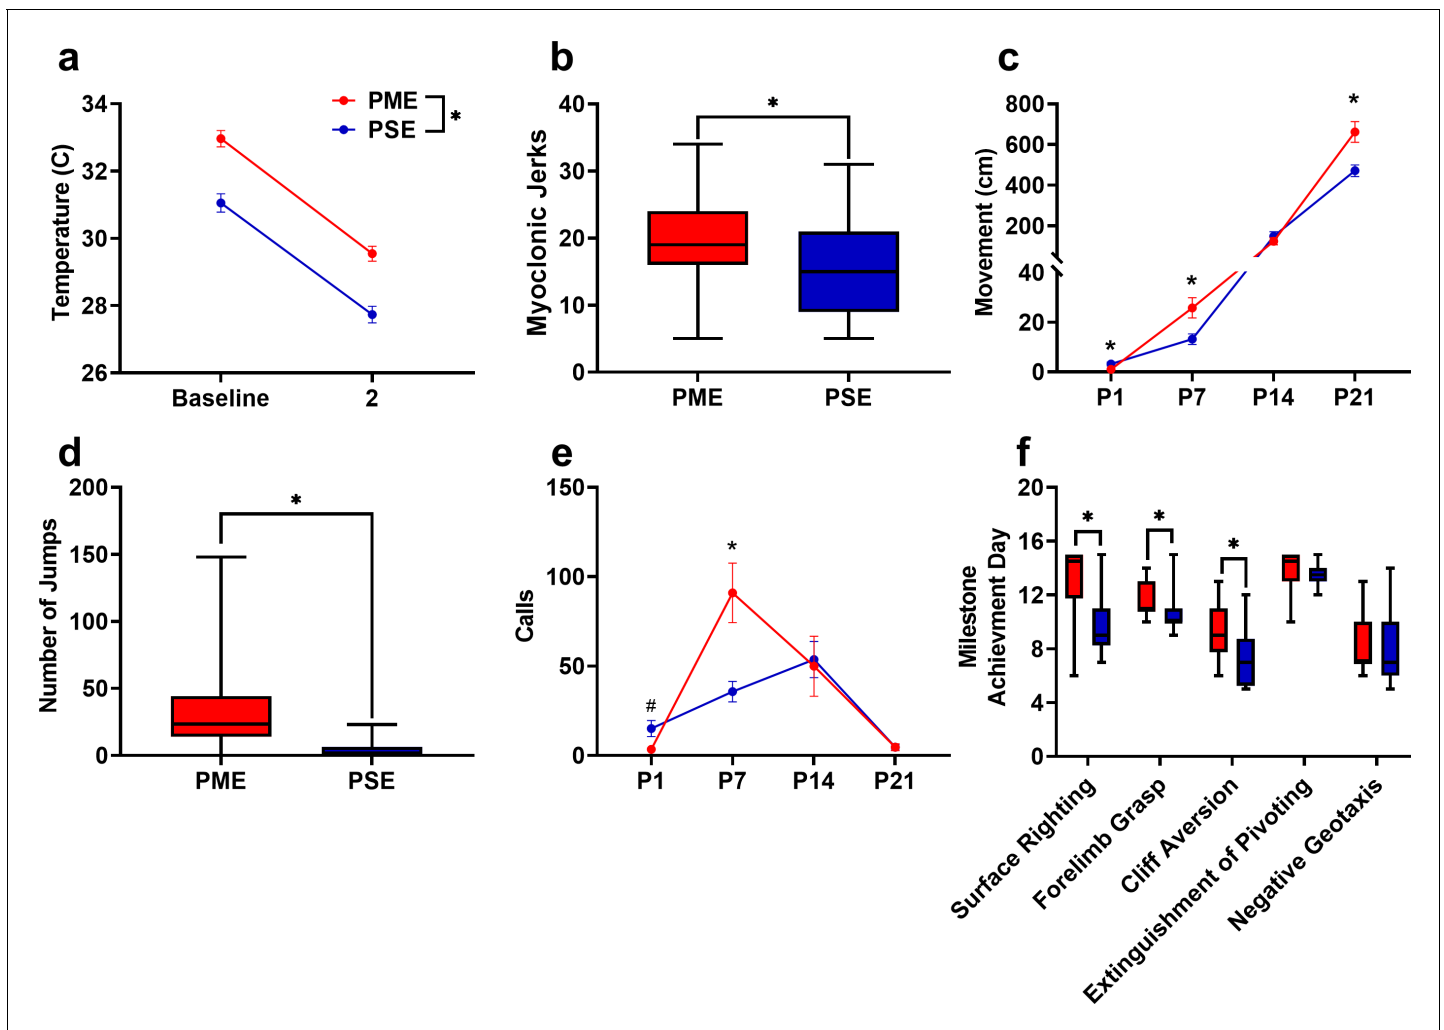 a
34
32
30
28
26
Temperature (C)
Baseline
2
PME
PSE
*
b
40
30
20
10
0
Myoclonic Jerks
*
PME
PSE
c
800
600
400
200
40
20
0
Movement (cm)
*
*
*
P1
P7
P14
P21
d
200
150
100
50
0
Number of Jumps
*
PME
PSE
e
150
100
50
0
Calls
#
*
P1
P7
P14
P21
f
20
16
12
8
4
0
Milestone
Achievment Day
*
*
*
Surface Righting
Forelimb Grasp
Cliff Aversion
Extinguishment of Pivoting
Negative Geotaxis